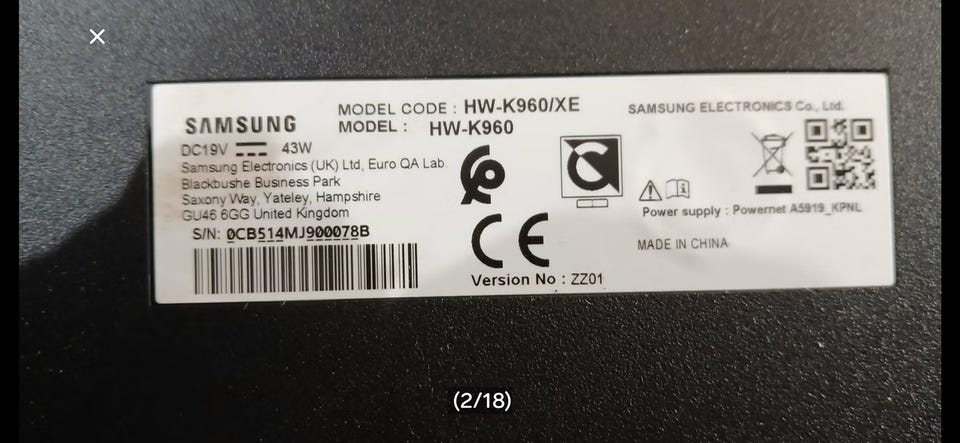 SAMSUNG
MODEL CODE : HW-K960/XE
MODEL : HW-K960
DC19V 43W
Samsung Electronics (UK) Ltd, Euro QA Lab.
Blackbushe Business Park
Saxony Way, Yateley, Hampshire
GU46 6GG United Kingdom
S/N: 0CB514MJ900078B
CE
Version No : ZZ01
SAMSUNG ELECTRONICS Co., Ltd.
Power supply : Powernet A5919_KPNL
MADE IN CHINA
(2/18)